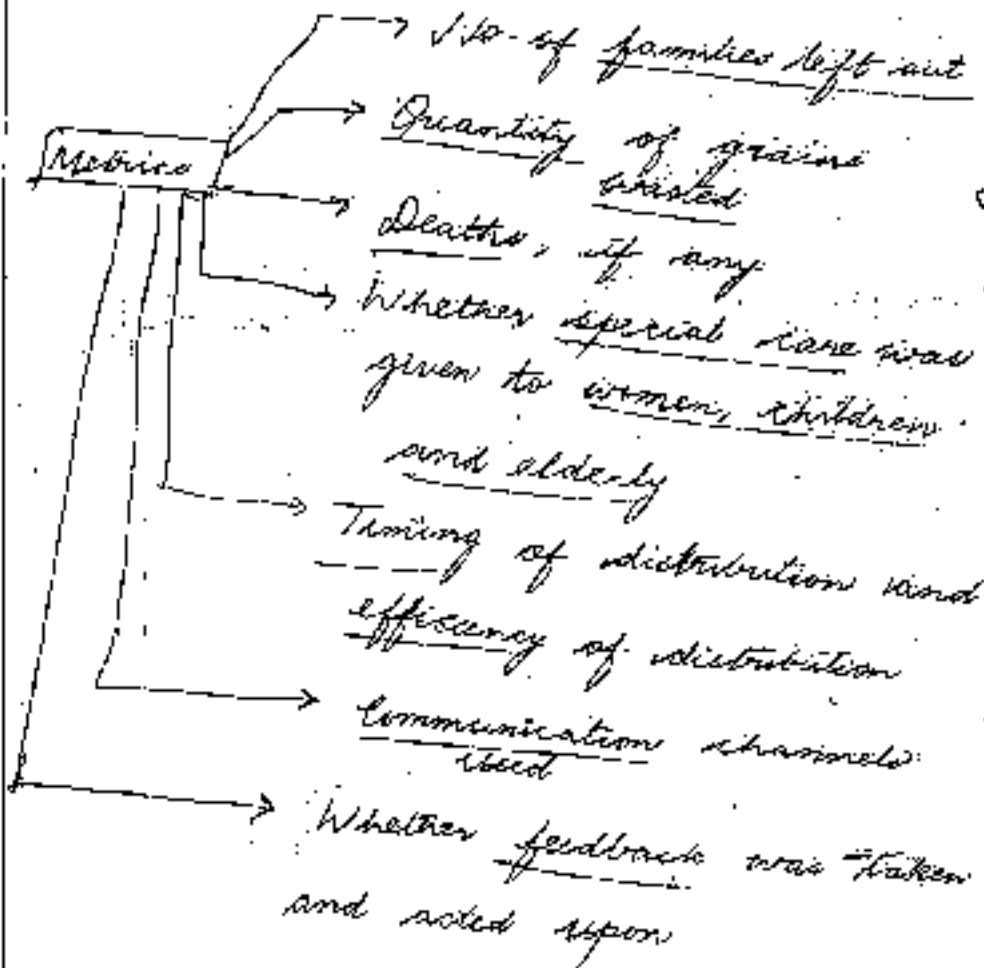 No. of families left out
Quantity of grains
wasted
Metrics
Deaths, if any
Whether special care was
given to women, children
and elderly
Timing of distribution and
efficency of distribution
Communication channels
used
Whether feedback was taken
and acted upon